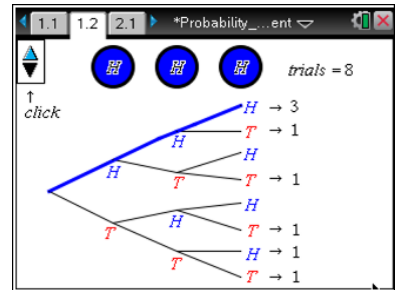 1.1 1.2 2.1 *Probability_...ent
H H H trials = 8
↑
click
H → 3
H T → 1
H H
T T → 1
H
T H T → 1
T H → 1
T → 1